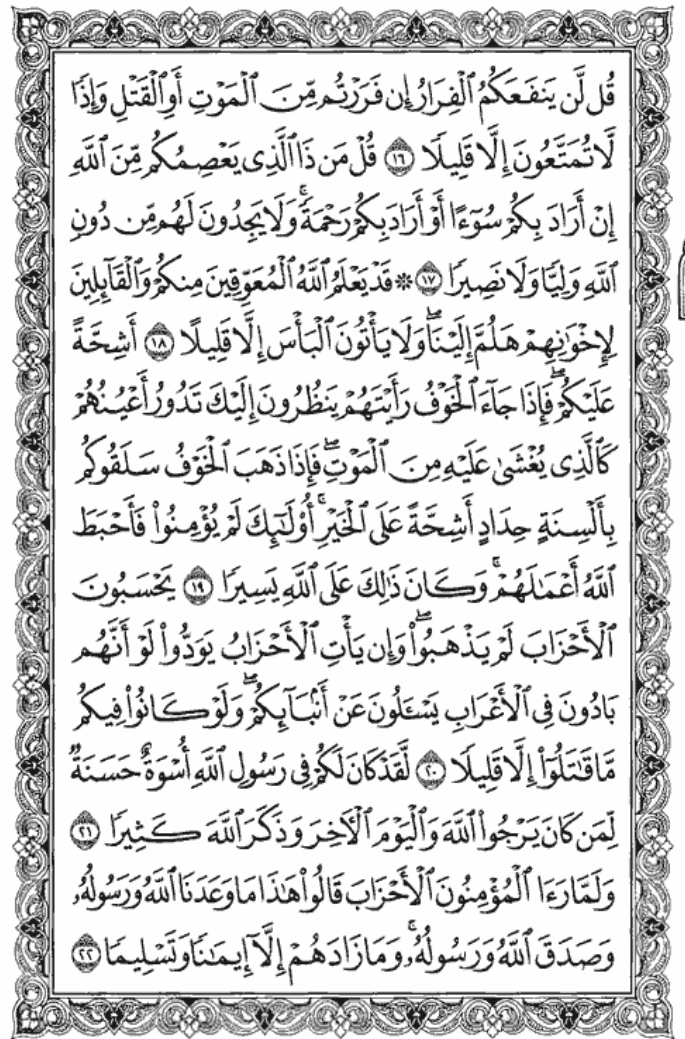 قُل لَّن يَنفَعَكُمُ ٱلْفِرَارُ إِن فَرَرْتُم مِّنَ ٱلْمَوْتِ أَوِ ٱلْقَتْلِ وَإِذًا
لَّا تُمَتَّعُونَ إِلَّا قَلِيلًا ١٦ قُلْ مَن ذَا ٱلَّذِى يَعْصِمُكُم مِّنَ ٱللَّهِ
إِنْ أَرَادَ بِكُمْ سُوٓءًا أَوْ أَرَادَ بِكُمْ رَحْمَةً ۚ وَلَا يَجِدُونَ لَهُم مِّن دُونِ
ٱللَّهِ وَلِيًّا وَلَا نَصِيرًا ١٧ ۞ قَدْ يَعْلَمُ ٱللَّهُ ٱلْمُعَوِّقِينَ مِنكُمْ وَٱلْقَآئِلِينَ
لِإِخْوَٰنِهِمْ هَلُمَّ إِلَيْنَا ۖ وَلَا يَأْتُونَ ٱلْبَأْسَ إِلَّا قَلِيلًا ١٨ أَشِحَّةً
عَلَيْكُمْ ۖ فَإِذَا جَآءَ ٱلْخَوْفُ رَأَيْتَهُمْ يَنظُرُونَ إِلَيْكَ تَدُورُ أَعْيُنُهُمْ
كَٱلَّذِى يُغْشَىٰ عَلَيْهِ مِنَ ٱلْمَوْتِ ۖ فَإِذَا ذَهَبَ ٱلْخَوْفُ سَلَقُوكُم
بِأَلْسِنَةٍ حِدَادٍ أَشِحَّةً عَلَى ٱلْخَيْرِ ۚ أُو۟لَٰٓئِكَ لَمْ يُؤْمِنُوا۟ فَأَحْبَطَ
ٱللَّهُ أَعْمَٰلَهُمْ ۚ وَكَانَ ذَٰلِكَ عَلَى ٱللَّهِ يَسِيرًا ١٩ يَحْسَبُونَ
ٱلْأَحْزَابَ لَمْ يَذْهَبُوا۟ ۖ وَإِن يَأْتِ ٱلْأَحْزَابُ يَوَدُّوا۟ لَوْ أَنَّهُم
بَادُونَ فِى ٱلْأَعْرَابِ يَسْـَٔلُونَ عَنْ أَنۢبَآئِكُمْ ۖ وَلَوْ كَانُوا۟ فِيكُم
مَّا قَٰتَلُوٓا۟ إِلَّا قَلِيلًا ٢٠ لَّقَدْ كَانَ لَكُمْ فِى رَسُولِ ٱللَّهِ أُسْوَةٌ حَسَنَةٌ
لِّمَن كَانَ يَرْجُوا۟ ٱللَّهَ وَٱلْيَوْمَ ٱلْءَاخِرَ وَذَكَرَ ٱللَّهَ كَثِيرًا ٢١
وَلَمَّا رَءَا ٱلْمُؤْمِنُونَ ٱلْأَحْزَابَ قَالُوا۟ هَٰذَا مَا وَعَدَنَا ٱللَّهُ وَرَسُولُهُۥ
وَصَدَقَ ٱللَّهُ وَرَسُولُهُۥ ۚ وَمَا زَادَهُمْ إِلَّآ إِيمَٰنًا وَتَسْلِيمًا ٢٢